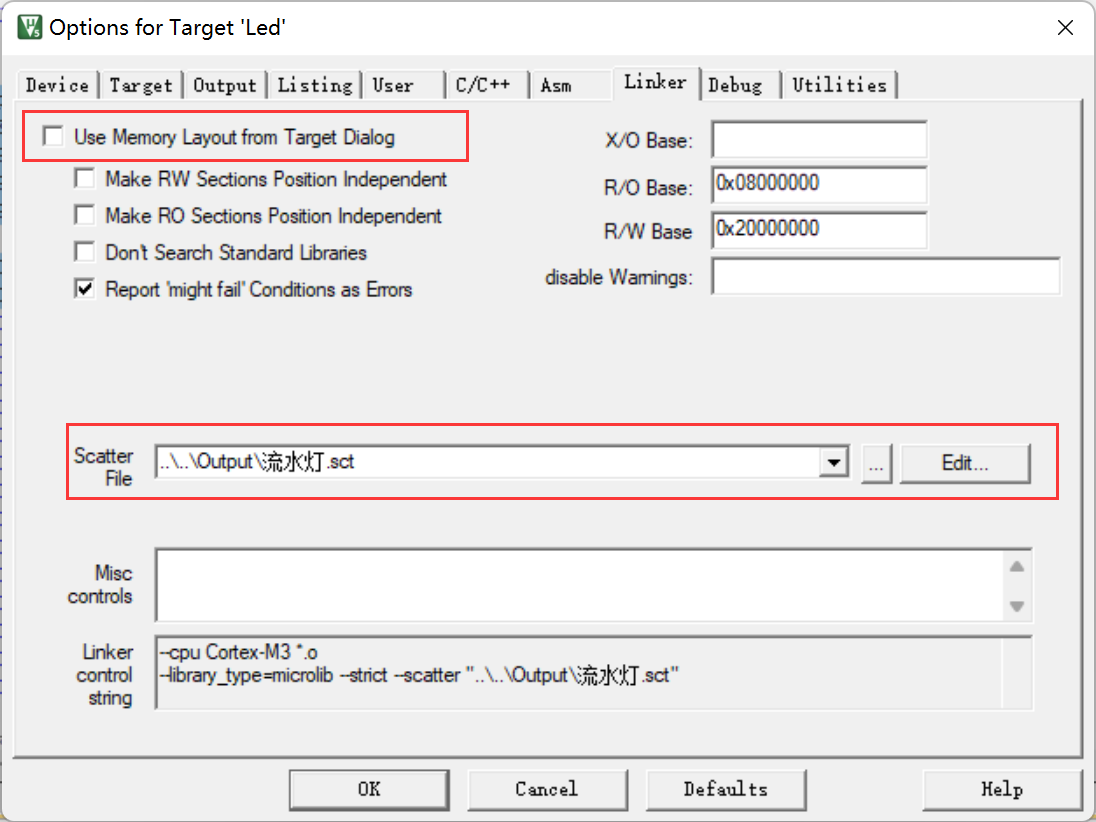 Options for Target 'Led'
Device Target Output Listing User C/C++ Asm Linker Debug Utilities
Use Memory Layout from Target Dialog
Make RW Sections Position Independent
Make RO Sections Position Independent
Don't Search Standard Libraries
Report 'might fail' Conditions as Errors
X/O Base:
R/O Base: 0x08000000
R/W Base 0x20000000
disable Warnings:
Scatter File ..\..\Output\流水灯.sct ... Edit...
Misc controls
Linker control string
--cpu Cortex-M3 *.o
--library_type=microlib --strict --scatter "..\..\Output\流水灯.sct"
OK Cancel Defaults Help